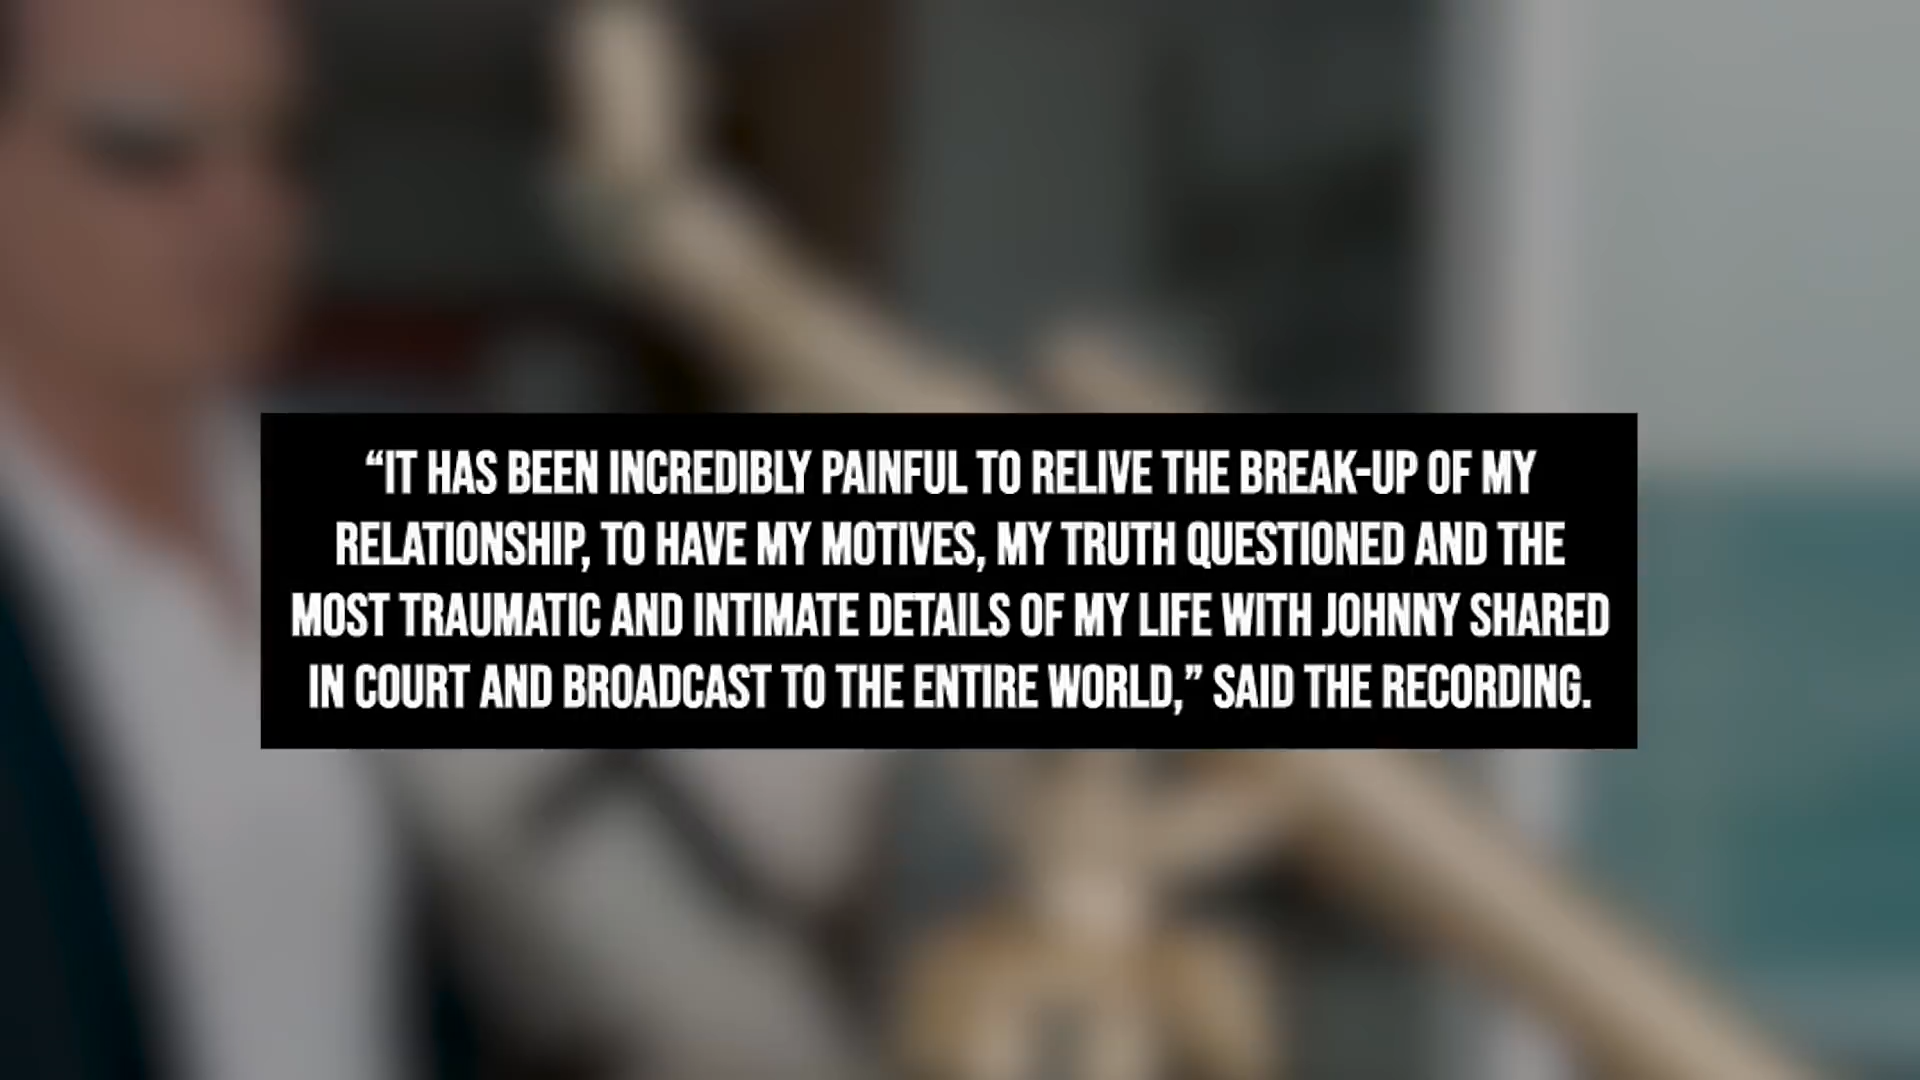 “IT HAS BEEN INCREDIBLY PAINFUL TO RELIVE THE BREAK-UP OF MY
RELATIONSHIP, TO HAVE MY MOTIVES, MY TRUTH QUESTIONED AND THE
MOST TRAUMATIC AND INTIMATE DETAILS OF MY LIFE WITH JOHNNY SHARED
IN COURT AND BROADCAST TO THE ENTIRE WORLD,” SAID THE RECORDING.